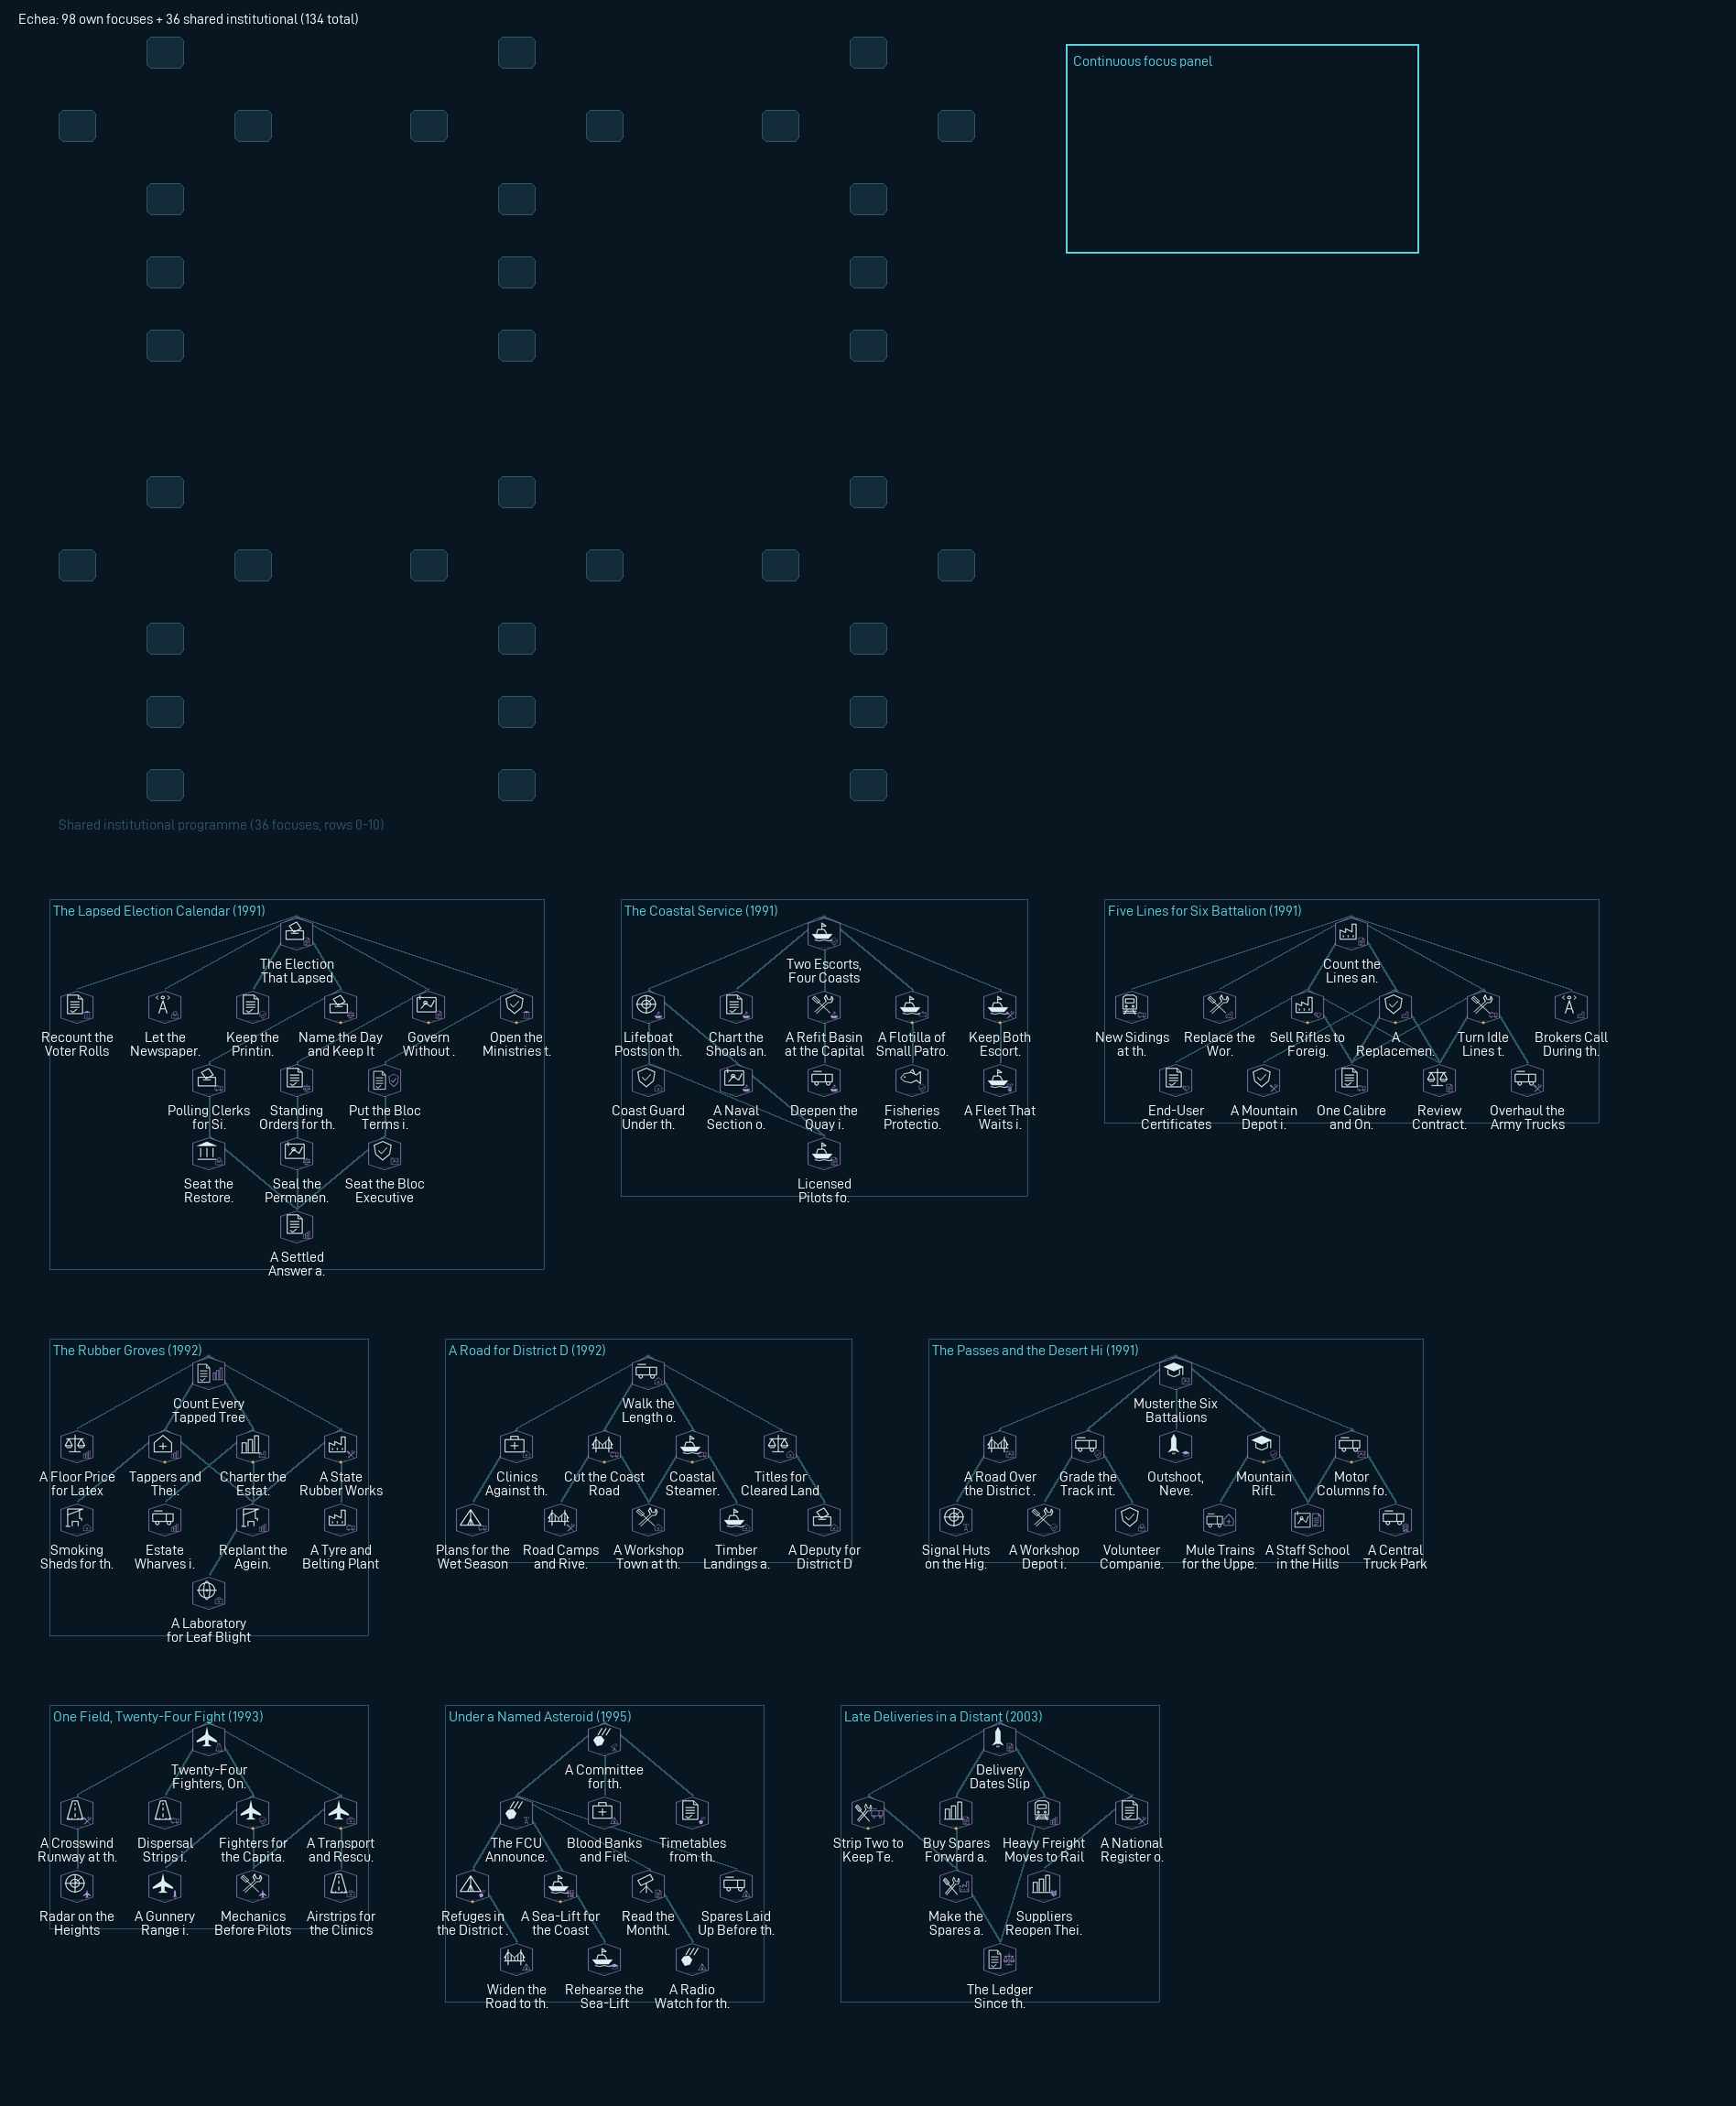 Echea: 98 own focuses + 36 shared institutional (134 total)
Continuous focus panel
Shared institutional programme (36 focuses, rows 0-10)
The Lapsed Election Calendar (1991)
The Election
That Lapsed
Recount the
Voter Rolls
Let the
Newspaper.
Keep the
Printin.
Name the Day
and Keep It
Govern
Without .
Open the
Ministries t.
Polling Clerks
for Si.
Standing
Orders for th.
Put the Bloc
Terms i.
Seat the
Restore.
Seal the
Permanen.
Seat the Bloc
Executive
A Settled
Answer a.
The Coastal Service (1991)
Two Escorts,
Four Coasts
Lifeboat
Posts on th.
Chart the
Shoals an.
A Refit Basin
at the Capital
A Flotilla of
Small Patro.
Keep Both
Escort.
Coast Guard
Under th.
A Naval
Section o.
Deepen the
Quay i.
Fisheries
Protectio.
A Fleet That
Waits i.
Licensed
Pilots fo.
Five Lines for Six Battalion (1991)
Count the
Lines an.
New Sidings
at th.
Replace the
Wor.
Sell Rifles to
Foreig.
A
Replacemen.
Turn Idle
Lines t.
Brokers Call
During th.
End-User
Certificates
A Mountain
Depot i.
One Calibre
and On.
Review
Contract.
Overhaul the
Army Trucks
The Rubber Groves (1992)
Count Every
Tapped Tree
A Floor Price
for Latex
Tappers and
Thei.
Charter the
Estat.
A State
Rubber Works
Smoking
Sheds for th.
Estate
Wharves i.
Replant the
Agein.
A Tyre and
Belting Plant
A Laboratory
for Leaf Blight
A Road for District D (1992)
Walk the
Length o.
Clinics
Against th.
Cut the Coast
Road
Coastal
Steamer.
Titles for
Cleared Land
Plans for the
Wet Season
Road Camps
and Rive.
A Workshop
Town at th.
Timber
Landings a.
A Deputy for
District D
The Passes and the Desert Hi (1991)
Muster the Six
Battalions
A Road Over
the District .
Grade the
Track int.
Outshoot,
Neve.
Mountain
Rifl.
Motor
Columns fo.
Signal Huts
on the Hig.
A Workshop
Depot i.
Volunteer
Companie.
Mule Trains
for the Uppe.
A Staff School
in the Hills
A Central
Truck Park
One Field, Twenty-Four Fight (1993)
Twenty-Four
Fighters, On.
A Crosswind
Runway at th.
Dispersal
Strips i.
Fighters for
the Capita.
A Transport
and Rescu.
Radar on the
Heights
A Gunnery
Range i.
Mechanics
Before Pilots
Airstrips for
the Clinics
Under a Named Asteroid (1995)
A Committee
for th.
The FCU
Announce.
Blood Banks
and Fiel.
Timetables
from th.
Refuges in
the District .
A Sea-Lift for
the Coast
Read the
Monthl.
Spares Laid
Up Before th.
Widen the
Road to th.
Rehearse the
Sea-Lift
A Radio
Watch for th.
Late Deliveries in a Distant (2003)
Delivery
Dates Slip
Strip Two to
Keep Te.
Buy Spares
Forward a.
Heavy Freight
Moves to Rail
A National
Register o.
Make the
Spares a.
Suppliers
Reopen Thei.
The Ledger
Since th.